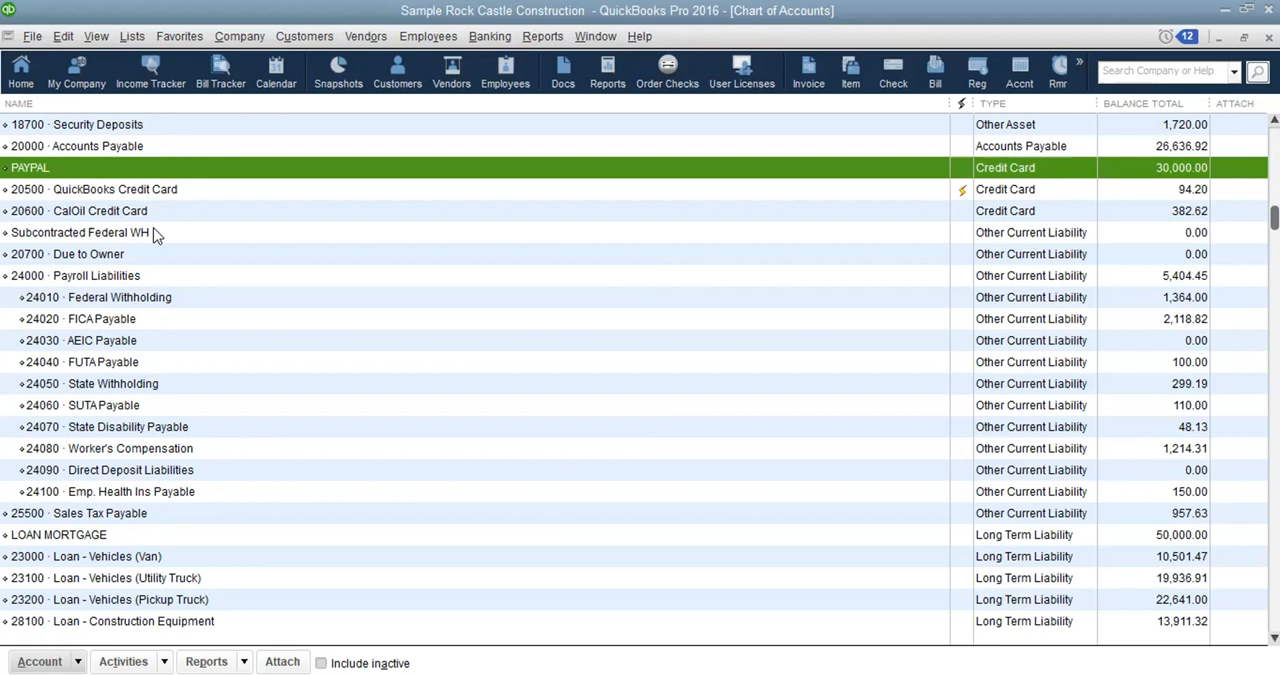 Sample Rock Castle Construction - QuickBooks Pro 2016 - [Chart of Accounts]
File Edit View Lists Favorites Company Customers Vendors Employees Banking Reports Window Help 12
Home My Company Income Tracker Bill Tracker Calendar Snapshots Customers Vendors Employees Docs Reports Order Checks User Licenses Invoice Item Check Bill Reg Accnt Rmr Search Company or Help
NAME TYPE BALANCE TOTAL ATTACH
18700 · Security Deposits Other Asset 1,720.00
20000 · Accounts Payable Accounts Payable 26,636.92
PAYPAL Credit Card 30,000.00
20500 · QuickBooks Credit Card Credit Card 94.20
20600 · CalOil Credit Card Credit Card 382.62
Subcontracted Federal WH Other Current Liability 0.00
20700 · Due to Owner Other Current Liability 0.00
24000 · Payroll Liabilities Other Current Liability 5,404.45
24010 · Federal Withholding Other Current Liability 1,364.00
24020 · FICA Payable Other Current Liability 2,118.82
24030 · AEIC Payable Other Current Liability 0.00
24040 · FUTA Payable Other Current Liability 100.00
24050 · State Withholding Other Current Liability 299.19
24060 · SUTA Payable Other Current Liability 110.00
24070 · State Disability Payable Other Current Liability 48.13
24080 · Worker's Compensation Other Current Liability 1,214.31
24090 · Direct Deposit Liabilities Other Current Liability 0.00
24100 · Emp. Health Ins Payable Other Current Liability 150.00
25500 · Sales Tax Payable Other Current Liability 957.63
LOAN MORTGAGE Long Term Liability 50,000.00
23000 · Loan - Vehicles (Van) Long Term Liability 10,501.47
23100 · Loan - Vehicles (Utility Truck) Long Term Liability 19,936.91
23200 · Loan - Vehicles (Pickup Truck) Long Term Liability 22,641.00
28100 · Loan - Construction Equipment Long Term Liability 13,911.32
Account Activities Reports Attach Include inactive